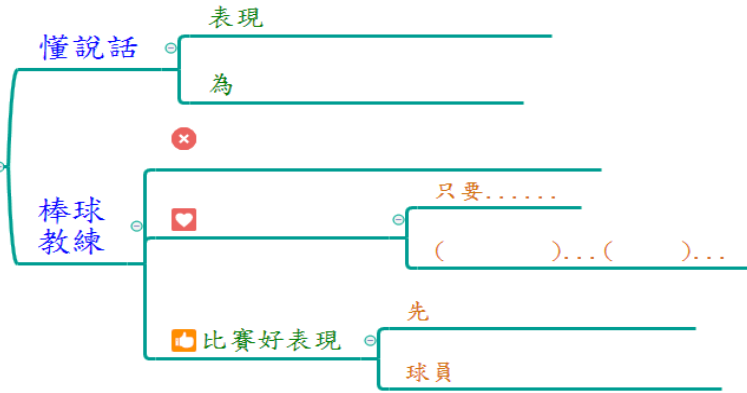 懂說話
表現
為
棒球
教練
只要......
(        )...(     )...
比賽好表現
先
球員